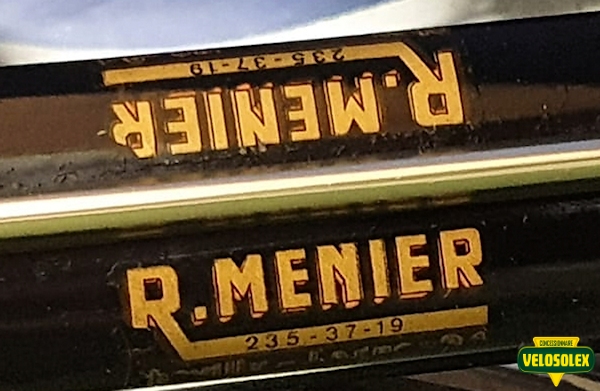 235-37-19
R.MENIER
R.MENIER
235-37-19
CONCESSIONNAIRE
VELOSOLEX